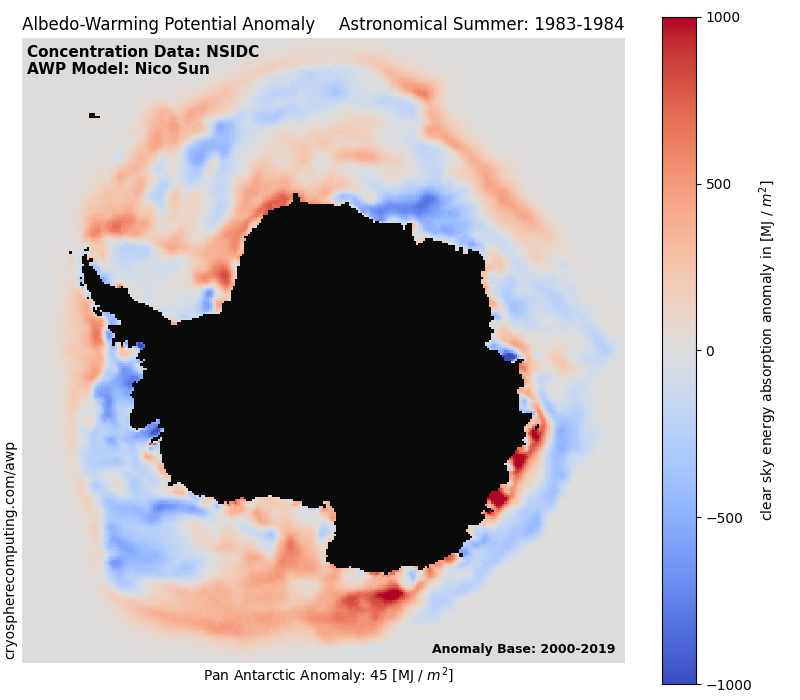 Albedo-Warming Potential Anomaly Astronomical Summer: 1983-1984
Concentration Data: NSIDC
AWP Model: Nico Sun
cryospherecomputing.com/awp
Anomaly Base: 2000-2019
Pan Antarctic Anomaly: 45 [MJ / m²]
1000
500
0
−500
−1000
clear sky energy absorption anomaly in [MJ / m²]